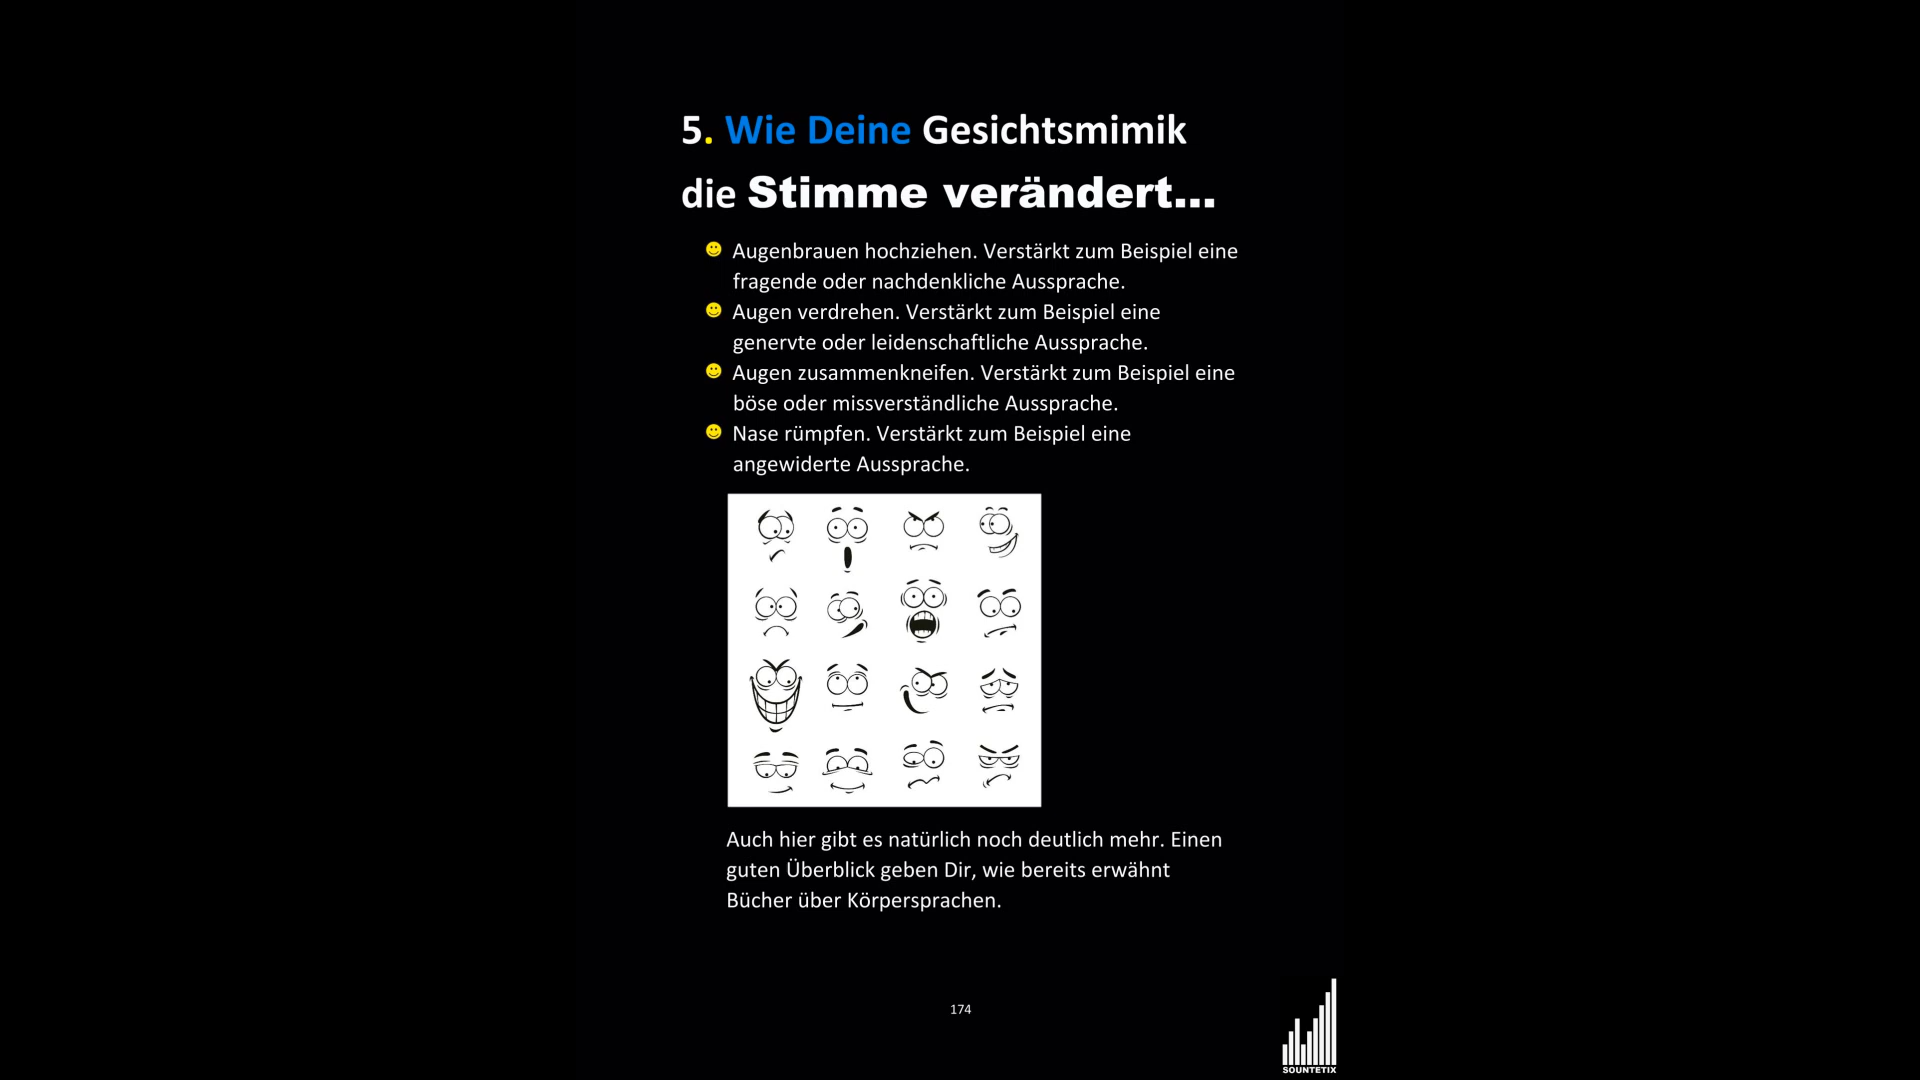 5. Wie Deine Gesichtsmimik
die Stimme verändert...
Augenbrauen hochziehen. Verstärkt zum Beispiel eine
fragende oder nachdenkliche Aussprache.
Augen verdrehen. Verstärkt zum Beispiel eine
genervte oder leidenschaftliche Aussprache.
Augen zusammenkneifen. Verstärkt zum Beispiel eine
böse oder missverständliche Aussprache.
Nase rümpfen. Verstärkt zum Beispiel eine
angewiderte Aussprache.
Auch hier gibt es natürlich noch deutlich mehr. Einen
guten Überblick geben Dir, wie bereits erwähnt
Bücher über Körpersprachen.
174
SOUNTETIX